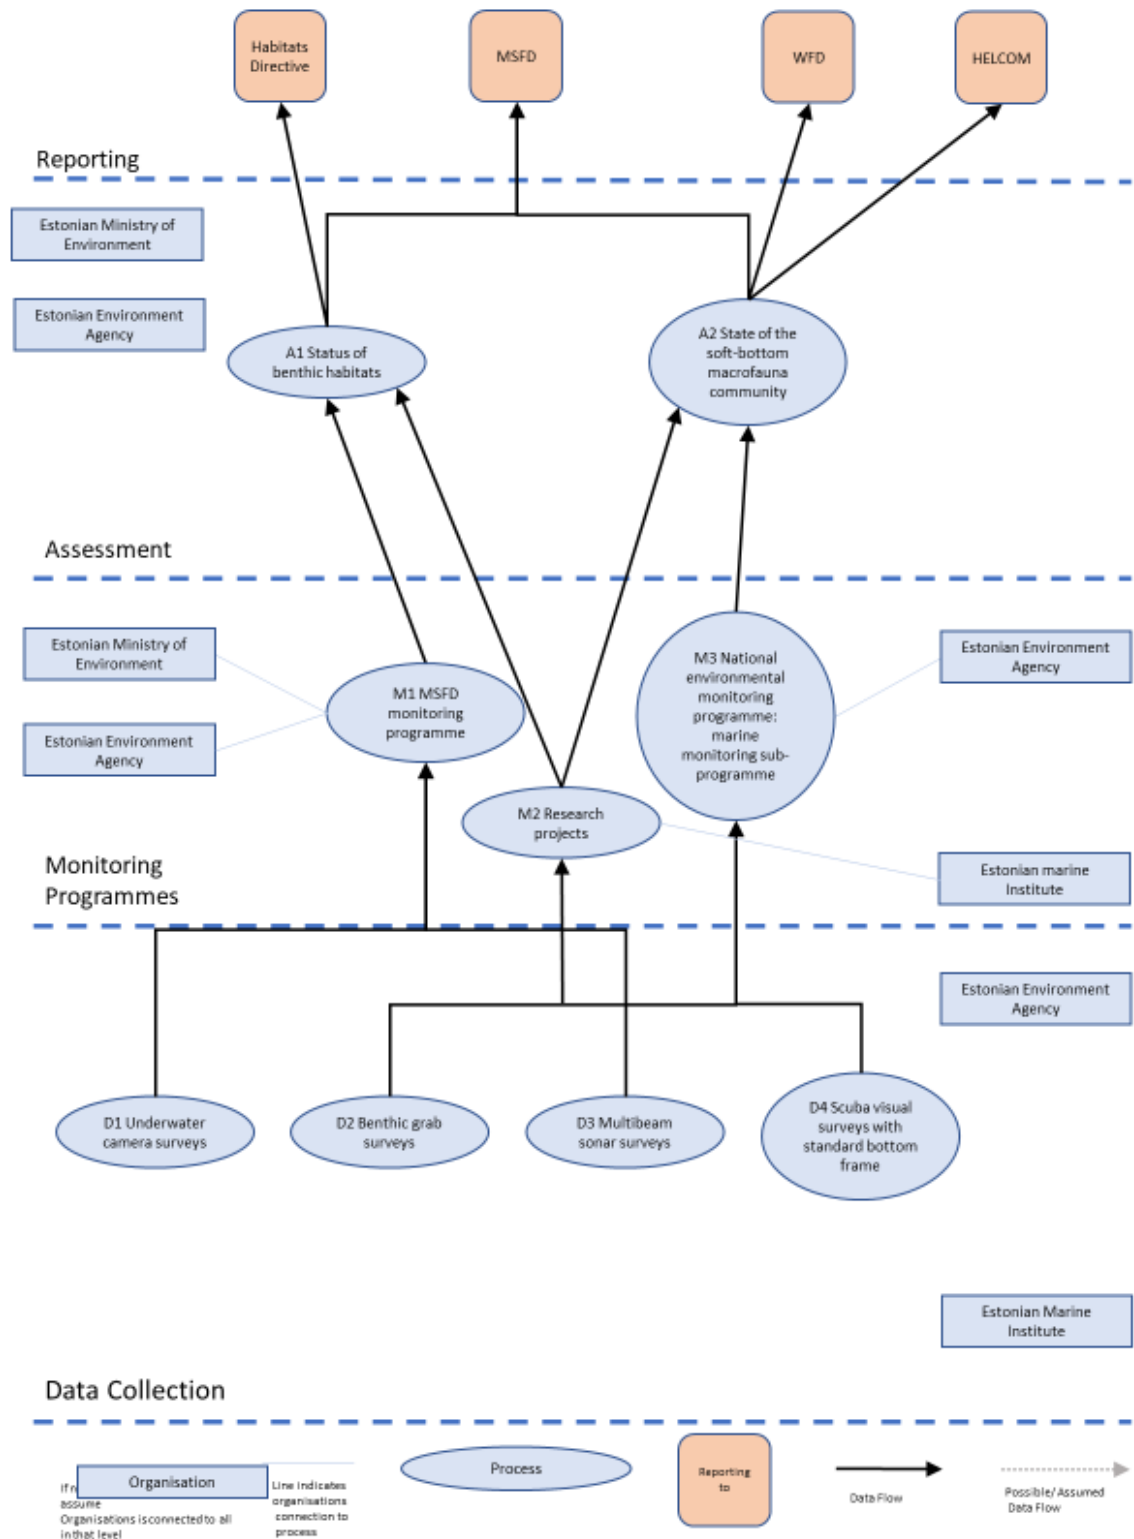 Habitats
Directive
MSFD
WFD
HELCOM
Reporting
Estonian Ministry of
Environment
Estonian Environment
Agency
A1 Status of
benthic habitats
A2 State of the
soft-bottom
macrofauna
community
Assessment
Estonian Ministry of
Environment
Estonian Environment
Agency
M1 MSFD
monitoring
programme
M2 Research
projects
M3 National
environmental
monitoring
programme:
marine
monitoring sub-
programme
Estonian Environment
Agency
Estonian marine
Institute
Monitoring
Programmes
Estonian Environment
Agency
D1 Underwater
camera surveys
D2 Benthic grab
surveys
D3 Multibeam
sonar surveys
D4 Scuba visual
surveys with
standard bottom
frame
Estonian Marine
Institute
Data Collection
Organisation
If
assume
Organisations is connected to all
in that level
Line indicates
organisations
connection to
process
Process
Reporting
to
Data Flow
Possible/ Assumed
Data Flow